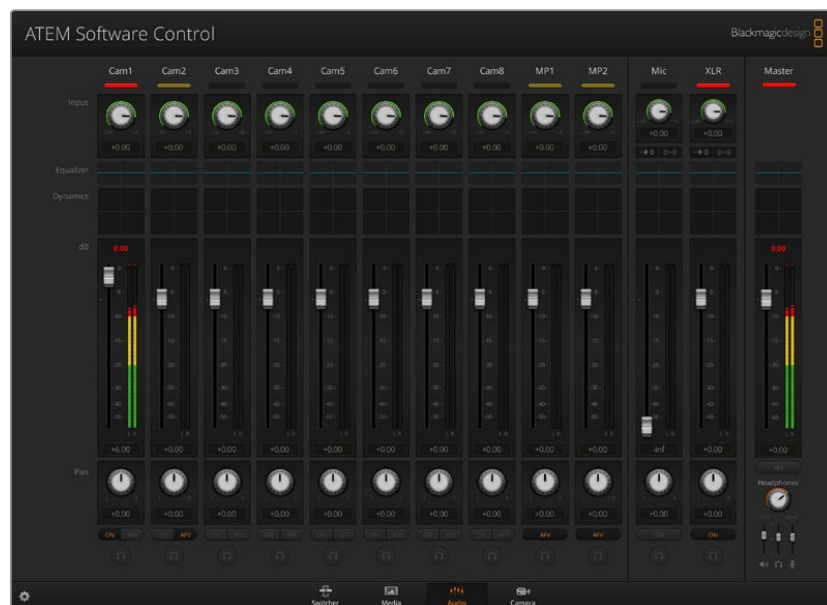 ATEM Software Control
Blackmagicdesign
Cam1 Cam2 Cam3 Cam4 Cam5 Cam6 Cam7 Cam8 MP1 MP2 Mic XLR Master
Input
+0.00 +0.00 +0.00 +0.00 +0.00 +0.00 +0.00 +0.00 +0.00 +0.00 +0.00 +0.00
Equalizer
Dynamics
dB 0.00 0.00
+6.00 +0.00 +0.00 +0.00 +0.00 +0.00 +0.00 +0.00 +0.00 +0.00 -Inf +0.00 +0.00
Pan
+0.00 +0.00 +0.00 +0.00 +0.00 +0.00 +0.00 +0.00 +0.00 +0.00 +0.00 +0.00
AFV
Headphones
ON AFV ON AFV ON AFV ON AFV ON AFV ON AFV ON AFV ON AFV AFV AFV ON ON
Switcher Media Audio Camera